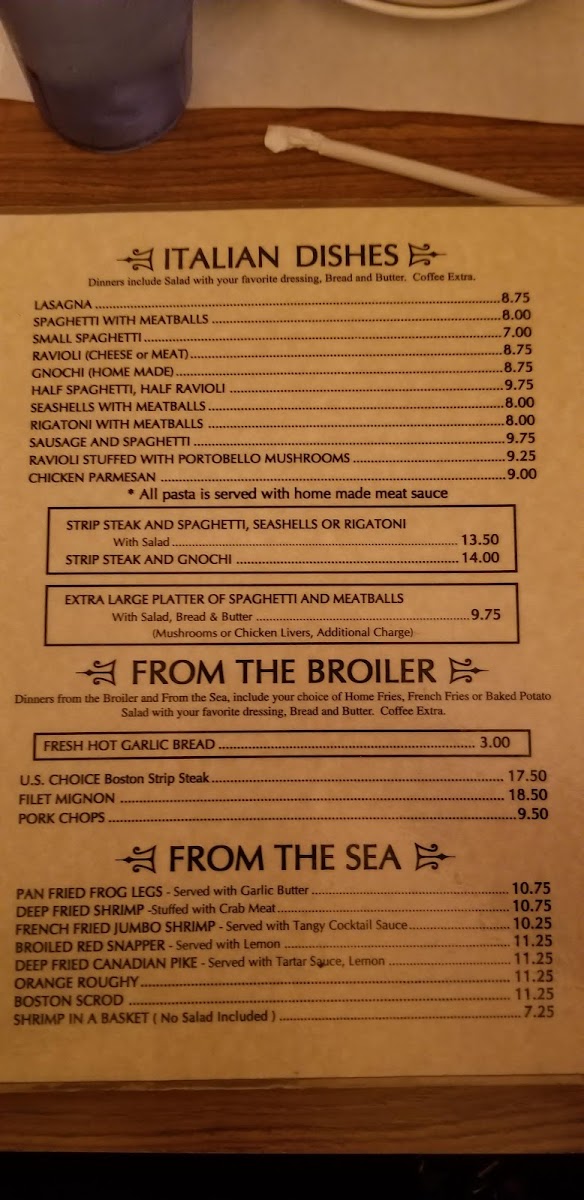 ITALIAN DISHES
Dinners include Salad with your favorite dressing, Bread and Butter. Coffee Extra.
LASAGNA 8.75
SPAGHETTI WITH MEATBALLS 8.00
SMALL SPAGHETTI 7.00
RAVIOLI (CHEESE or MEAT) 8.75
GNOCHI (HOME MADE) 8.75
HALF SPAGHETTI, HALF RAVIOLI 9.75
SEASHELLS WITH MEATBALLS 8.00
RIGATONI WITH MEATBALLS 8.00
SAUSAGE AND SPAGHETTI 9.75
RAVIOLI STUFFED WITH PORTOBELLO MUSHROOMS 9.25
CHICKEN PARMESAN 9.00
* All pasta is served with home made meat sauce
STRIP STEAK AND SPAGHETTI, SEASHELLS OR RIGATONI
With Salad 13.50
STRIP STEAK AND GNOCHI 14.00
EXTRA LARGE PLATTER OF SPAGHETTI AND MEATBALLS
With Salad, Bread & Butter 9.75
(Mushrooms or Chicken Livers, Additional Charge)
FROM THE BROILER
Dinners from the Broiler and From the Sea, include your choice of Home Fries, French Fries or Baked Potato
Salad with your favorite dressing, Bread and Butter. Coffee Extra.
FRESH HOT GARLIC BREAD 3.00
U.S. CHOICE Boston Strip Steak 17.50
FILET MIGNON 18.50
PORK CHOPS 9.50
FROM THE SEA
PAN FRIED FROG LEGS - Served with Garlic Butter 10.75
DEEP FRIED SHRIMP -Stuffed with Crab Meat 10.75
FRENCH FRIED JUMBO SHRIMP - Served with Tangy Cocktail Sauce 10.25
BROILED RED SNAPPER - Served with Lemon 11.25
DEEP FRIED CANADIAN PIKE - Served with Tartar Sauce, Lemon 11.25
ORANGE ROUGHY 11.25
BOSTON SCROD 11.25
SHRIMP IN A BASKET ( No Salad Included ) 7.25